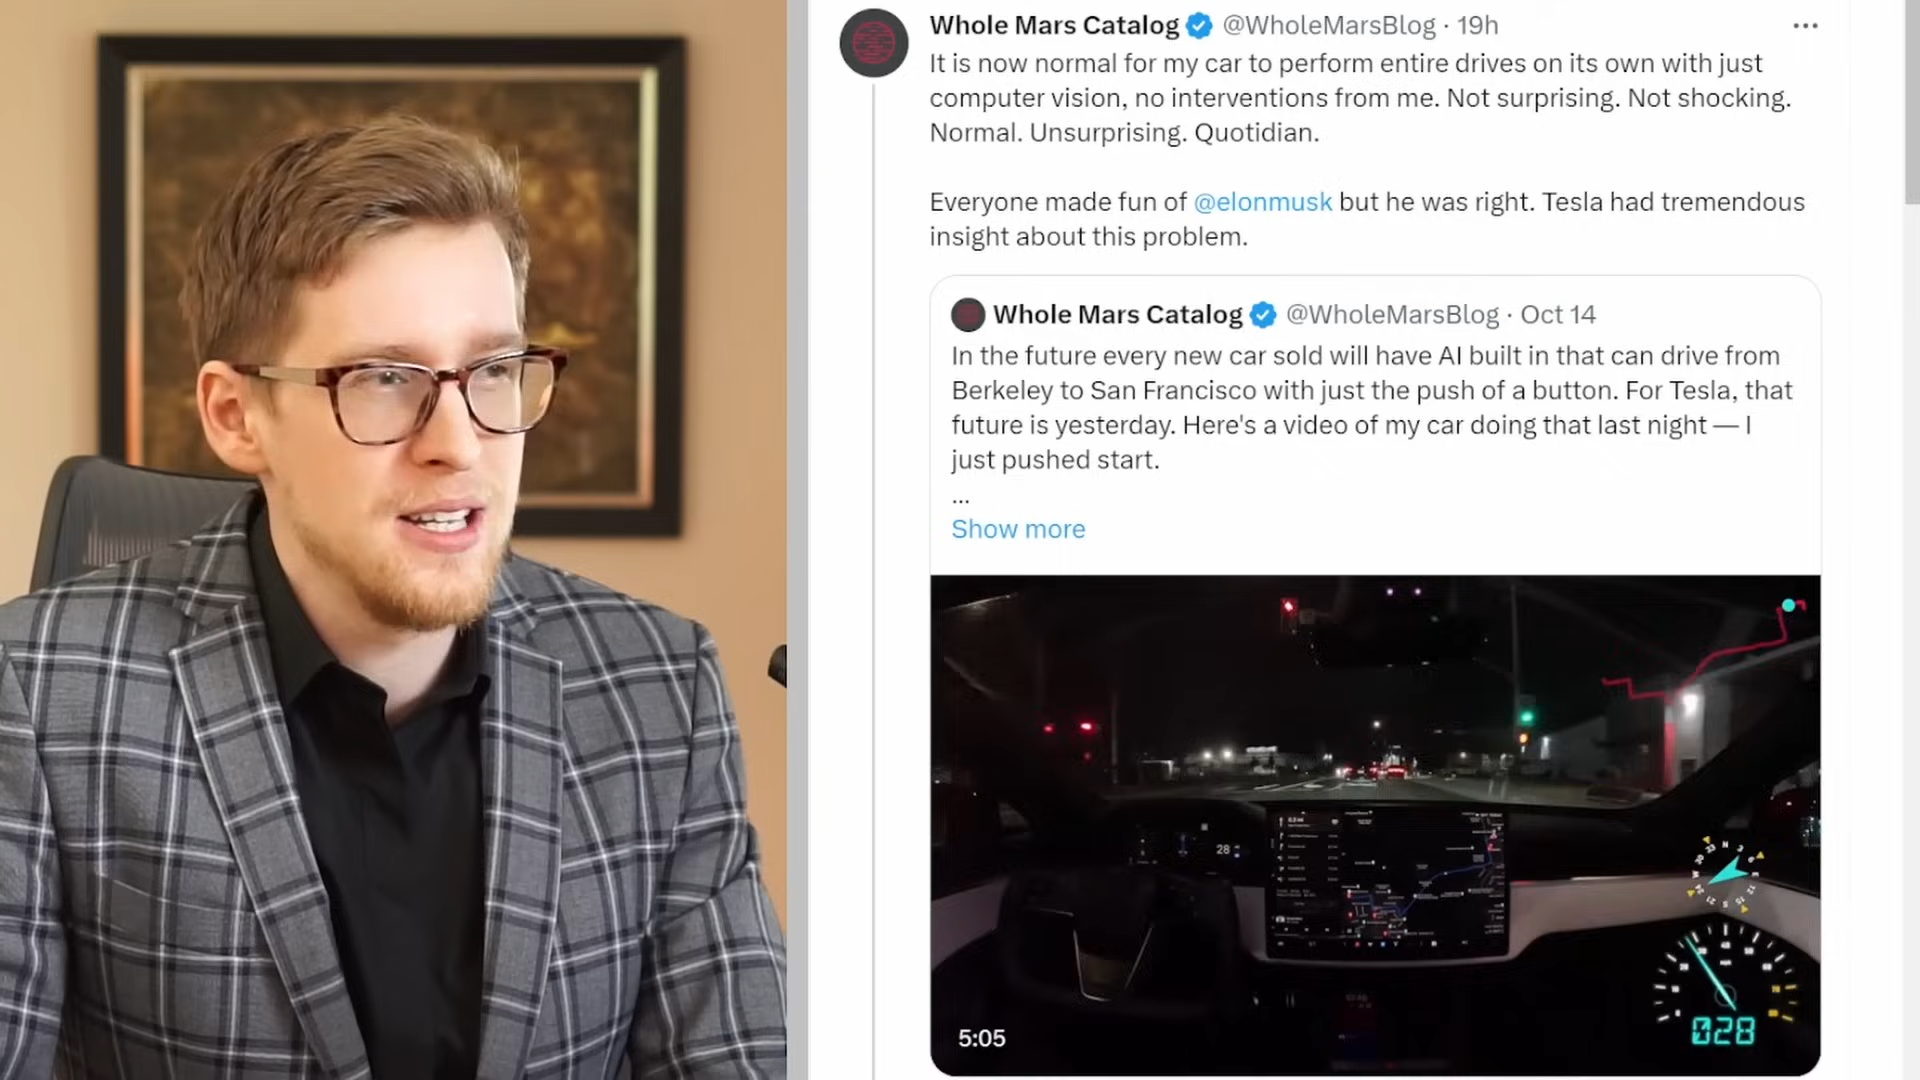 Whole Mars Catalog @WholeMarsBlog · 19h
It is now normal for my car to perform entire drives on its own with just
computer vision, no interventions from me. Not surprising. Not shocking.
Normal. Unsurprising. Quotidian.
Everyone made fun of @elonmusk but he was right. Tesla had tremendous
insight about this problem.
Whole Mars Catalog @WholeMarsBlog · Oct 14
In the future every new car sold will have AI built in that can drive from
Berkeley to San Francisco with just the push of a button. For Tesla, that
future is yesterday. Here's a video of my car doing that last night — I
just pushed start.
...
Show more
28
5:05
028